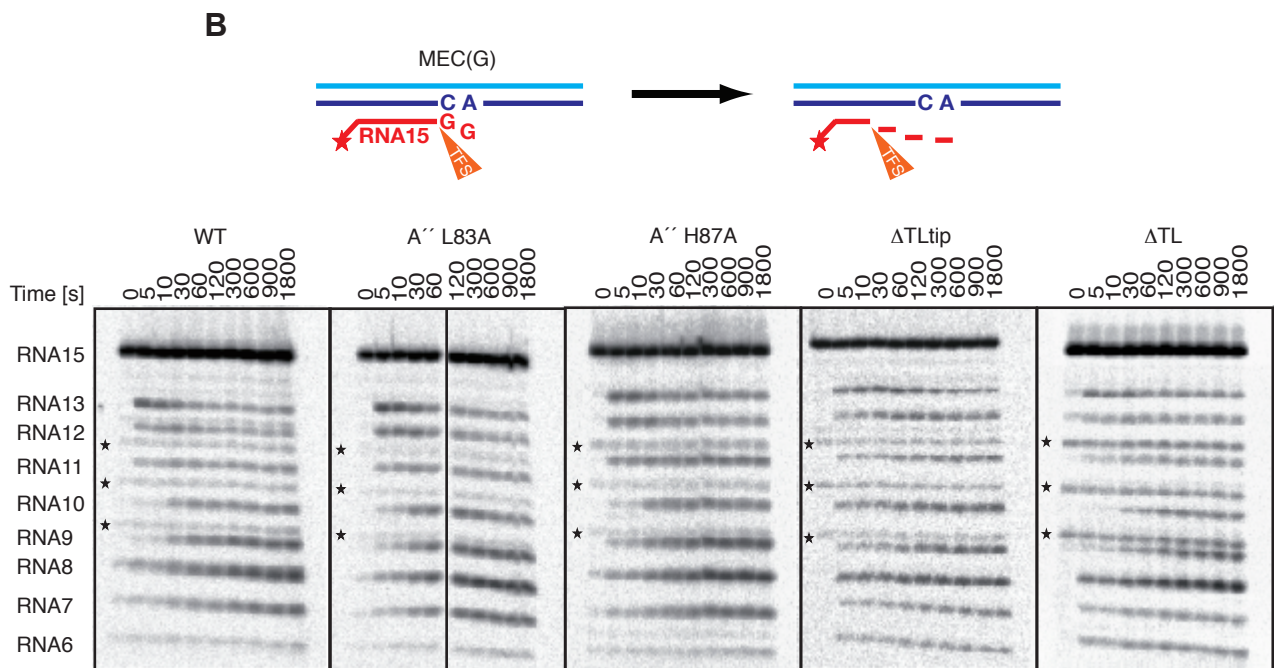 B
MEC(G)
C A
G
G
RNA15
TFS
C A
TFS
WT
A´´ L83A
A´´ H87A
ΔTLtip
ΔTL
Time [s]
0 5 10 30 60 120 300 600 900 1800
0 5 10 30 60 120 300 600 900 1800
0 5 10 30 60 120 300 600 900 1800
0 5 10 30 60 120 300 600 900 1800
0 5 10 30 60 120 300 600 900 1800
RNA15
RNA13
RNA12
RNA11
RNA10
RNA9
RNA8
RNA7
RNA6